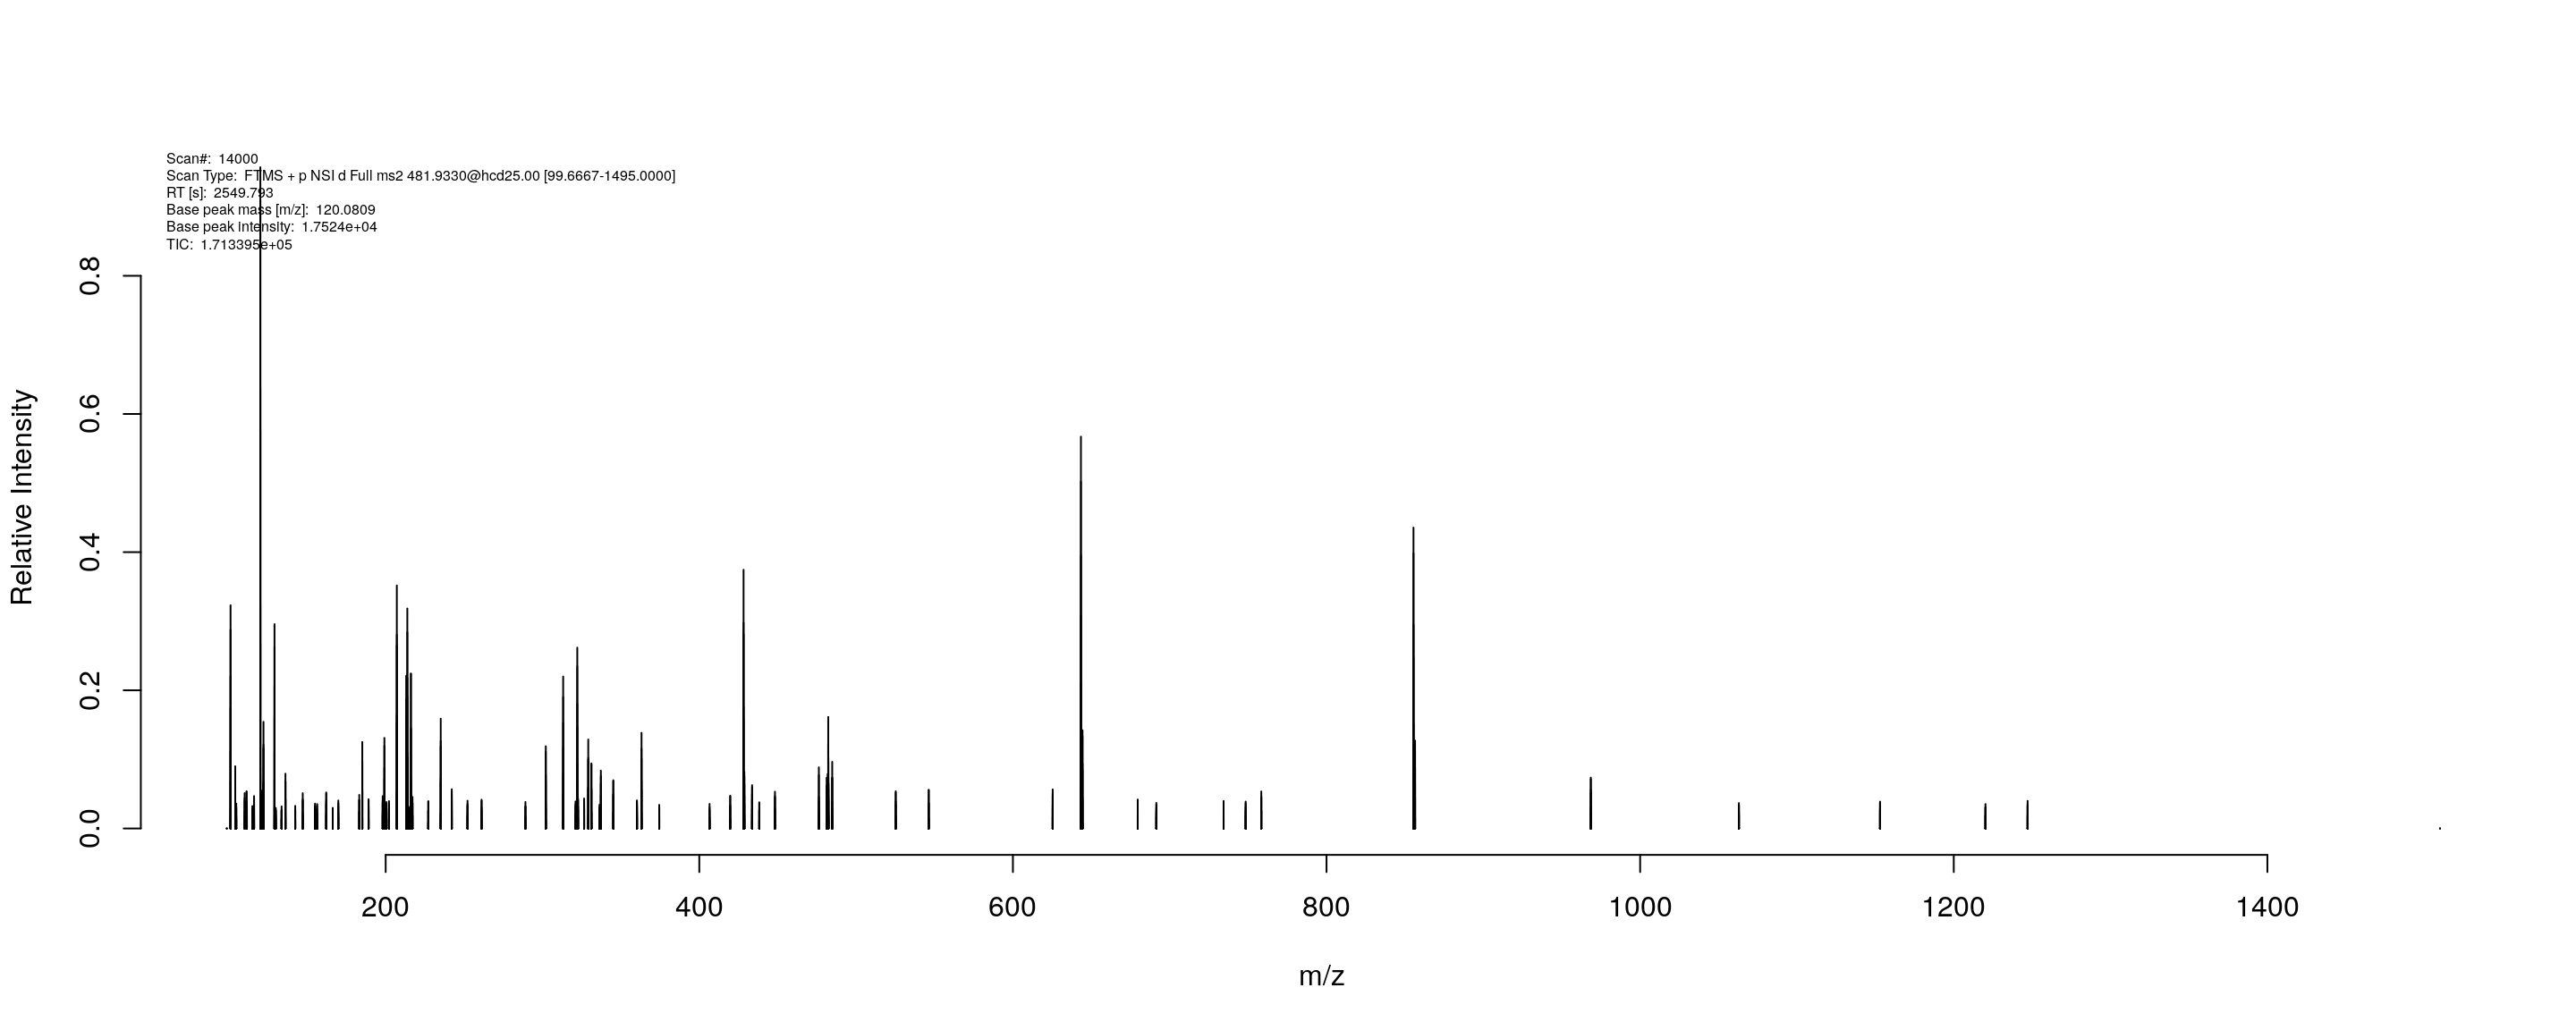 Scan#: 14000
Scan Type: FTMS + p NSI d Full ms2 481.9330@hcd25.00 [99.6667-1495.0000]
RT [s]: 2549.793
Base peak mass [m/z]: 120.0809
Base peak intensity: 1.7524e+04
TIC: 1.713395e+05
0.8
0.6
0.4
0.2
0.0
Relative Intensity
200 400 600 800 1000 1200 1400
m/z